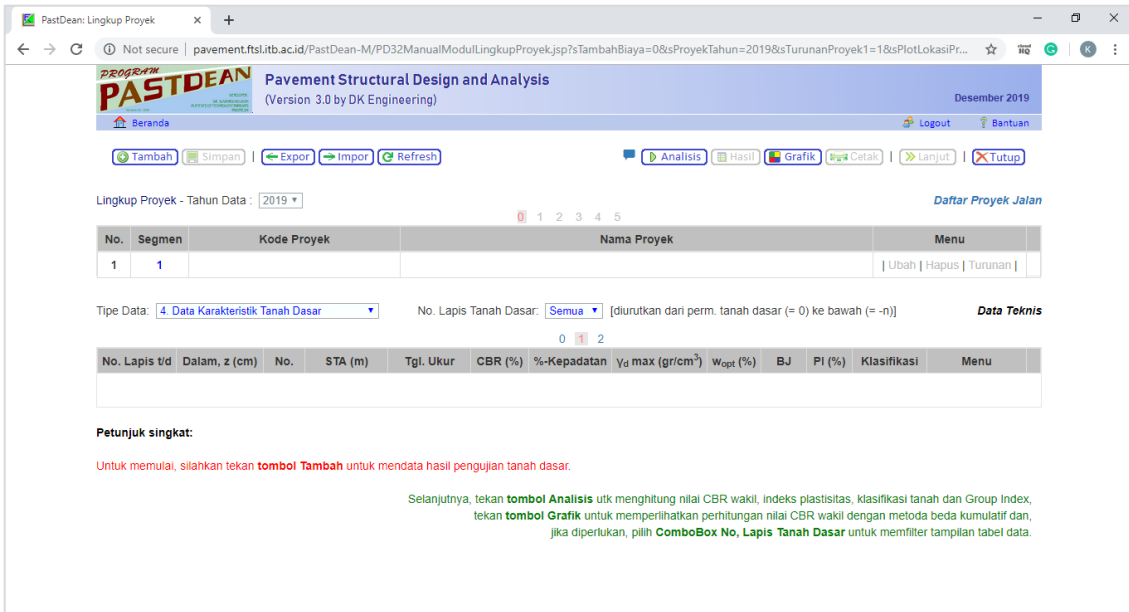 PastDean: Lingkup Proyek
Not secure | pavement.ftsl.itb.ac.id/PastDean-M/PD32ManualModulLingkupProyek.jsp?sTambahBiaya=0&sProyekTahun=2019&sTurunanProyek1=1&sPlotLokasiPr...
K
PROGRAM
PASTDEAN
Pavement Structural Design and Analysis
(Version 3.0 by DK Engineering)
Desember 2019
Beranda Logout Bantuan
Tambah Simpan | Expor Impor Refresh Analisis Hasil Grafik Cetak | Lanjut | Tutup
Lingkup Proyek - Tahun Data : 2019 Daftar Proyek Jalan
0 1 2 3 4 5
No. Segmen Kode Proyek Nama Proyek Menu
1 1 | Ubah | Hapus | Turunan |
Tipe Data: 4. Data Karakteristik Tanah Dasar No. Lapis Tanah Dasar: Semua [diurutkan dari perm. tanah dasar (= 0) ke bawah (= -n)] Data Teknis
0 1 2
No. Lapis t/d Dalam, z (cm) No. STA (m) Tgl. Ukur CBR (%) %-Kepadatan γd max (gr/cm³) wopt (%) BJ PI (%) Klasifikasi Menu
Petunjuk singkat:
Untuk memulai, silahkan tekan tombol Tambah untuk mendata hasil pengujian tanah dasar.
Selanjutnya, tekan tombol Analisis utk menghitung nilai CBR wakil, indeks plastisitas, klasifikasi tanah dan Group Index,
tekan tombol Grafik untuk memperlihatkan perhitungan nilai CBR wakil dengan metoda beda kumulatif dan,
jika diperlukan, pilih ComboBox No, Lapis Tanah Dasar untuk memfilter tampilan tabel data.